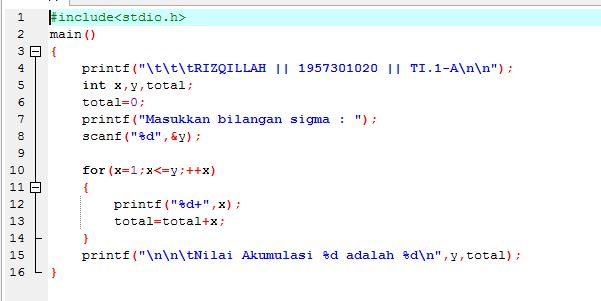 1 #include<stdio.h>
2 main()
3 {
4 printf("\t\t\tRIZQILLAH || 1957301020 || TI.1-A\n\n");
5 int x,y,total;
6 total=0;
7 printf("Masukkan bilangan sigma : ");
8 scanf("%d",&y);
9
10 for(x=1;x<=y;++x)
11 {
12 printf("%d+",x);
13 total=total+x;
14 }
15 printf("\n\n\tNilai Akumulasi %d adalah %d\n",y,total);
16 }